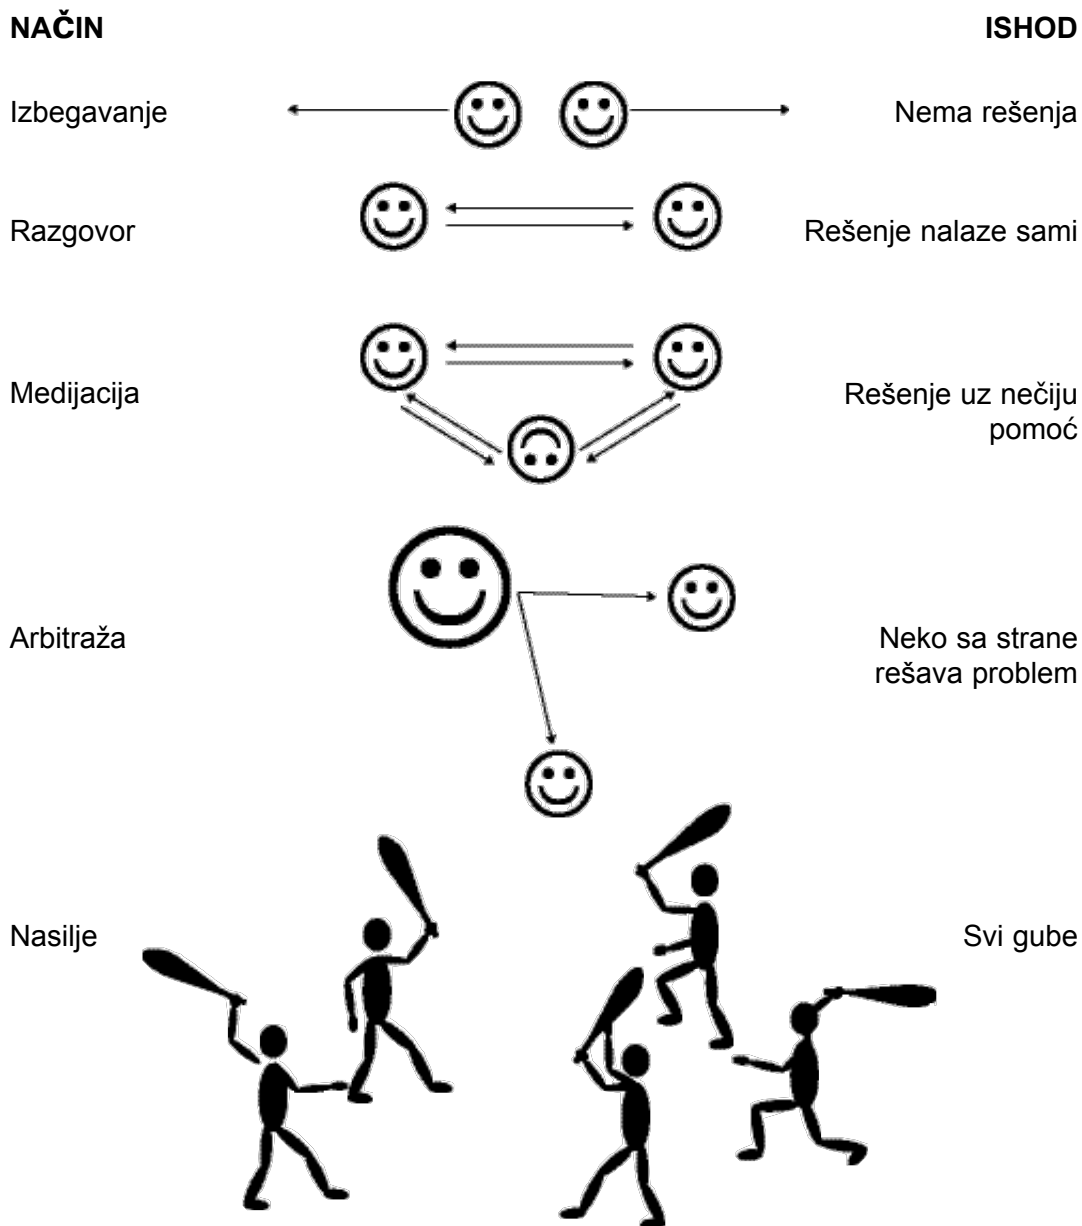 NAČIN ISHOD
Izbegavanje Nema rešenja
Razgovor Rešenje nalaze sami
Medijacija Rešenje uz nečiju
pomoć
Arbitraža Neko sa strane
rešava problem
Nasilje Svi gube